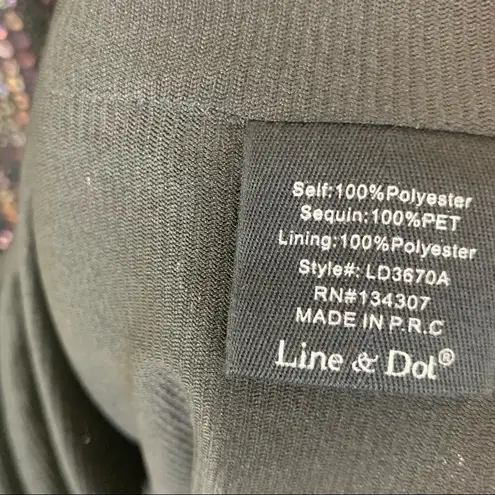 Self:100%Polyester
Sequin:100%PET
Lining:100%Polyester
Style#: LD3670A
RN#134307
MADE IN P.R.C
Line & Dot®